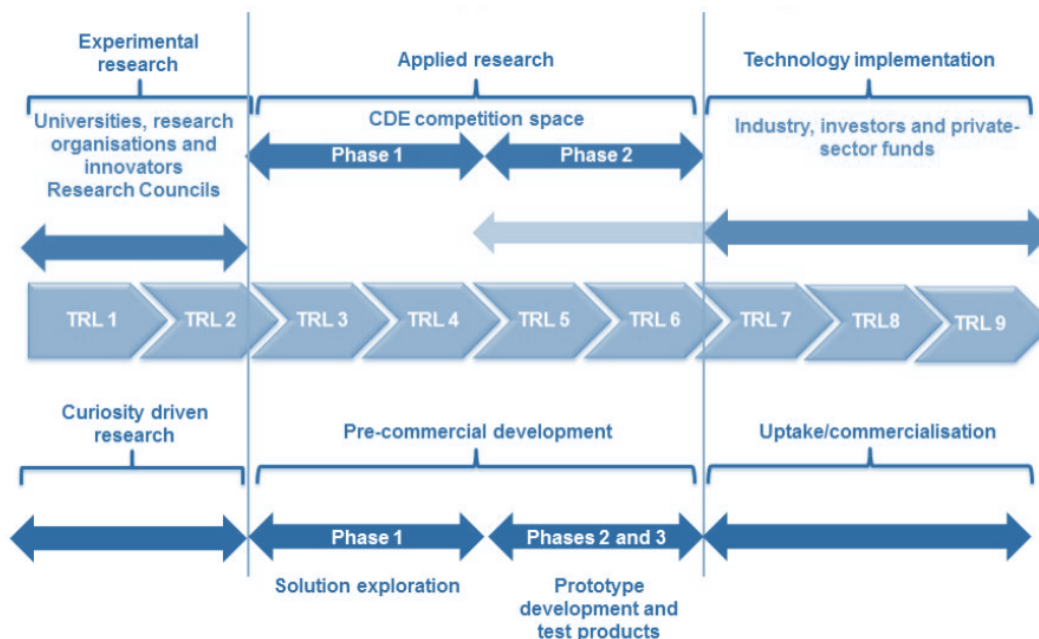 Experimental
research
Applied research
Technology implementation
Universities, research
organisations and
innovators
Research Councils
CDE competition space
Phase 1
Phase 2
Industry, investors and private-
sector funds
TRL 1
TRL 2
TRL 3
TRL 4
TRL 5
TRL 6
TRL 7
TRL8
TRL 9
Curiosity driven
research
Pre-commercial development
Uptake/commercialisation
Phase 1
Phases 2 and 3
Solution exploration
Prototype
development and
test products